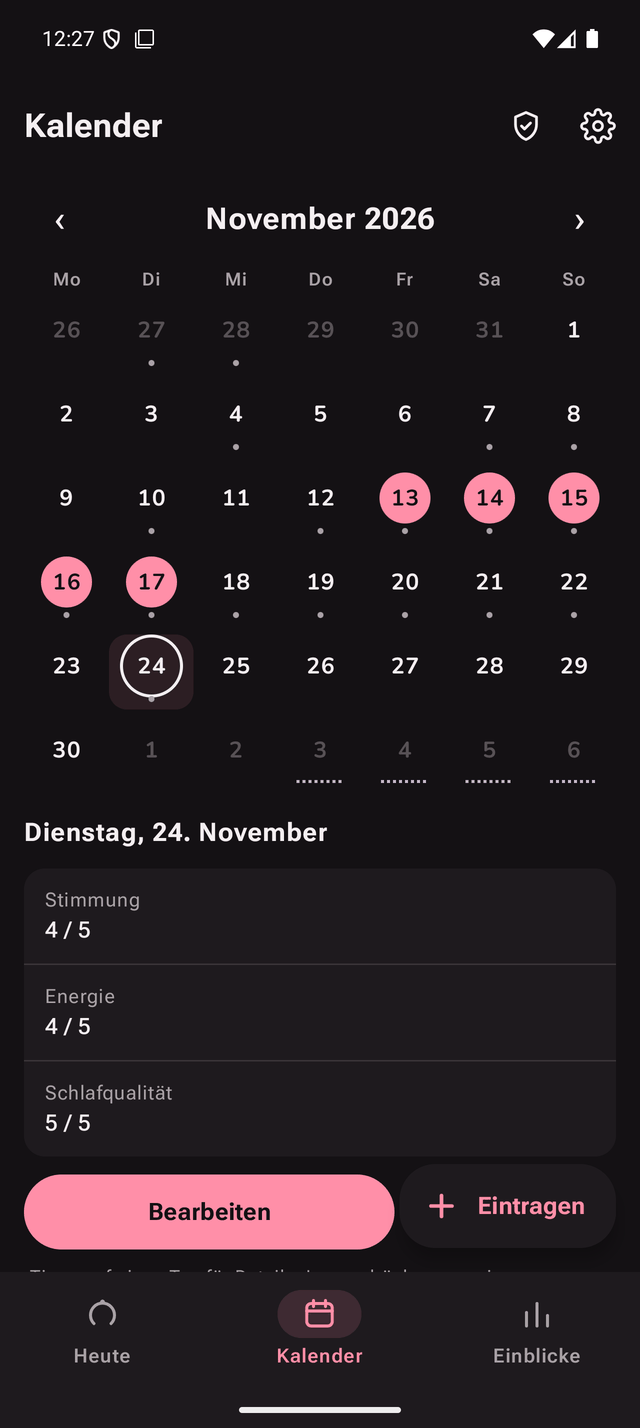 12:27
Kalender
‹ November 2026 ›
Mo Di Mi Do Fr Sa So
26 27 28 29 30 31 1
2 3 4 5 6 7 8
9 10 11 12 13 14 15
16 17 18 19 20 21 22
23 24 25 26 27 28 29
30 1 2 3 4 5 6
Dienstag, 24. November
Stimmung
4 / 5
Energie
4 / 5
Schlafqualität
5 / 5
Bearbeiten
+ Eintragen
Heute Kalender Einblicke